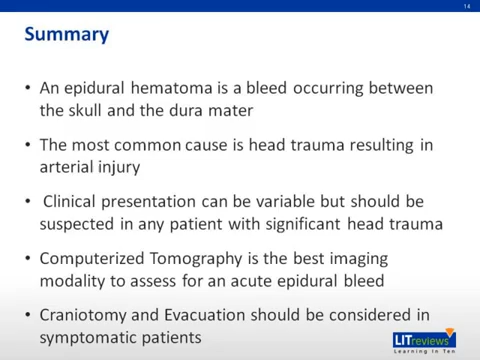 14
Summary
• An epidural hematoma is a bleed occurring between
the skull and the dura mater
• The most common cause is head trauma resulting in
arterial injury
• Clinical presentation can be variable but should be
suspected in any patient with significant head trauma
• Computerized Tomography is the best imaging
modality to assess for an acute epidural bleed
• Craniotomy and Evacuation should be considered in
symptomatic patients
LITreviews
Learning in Ten